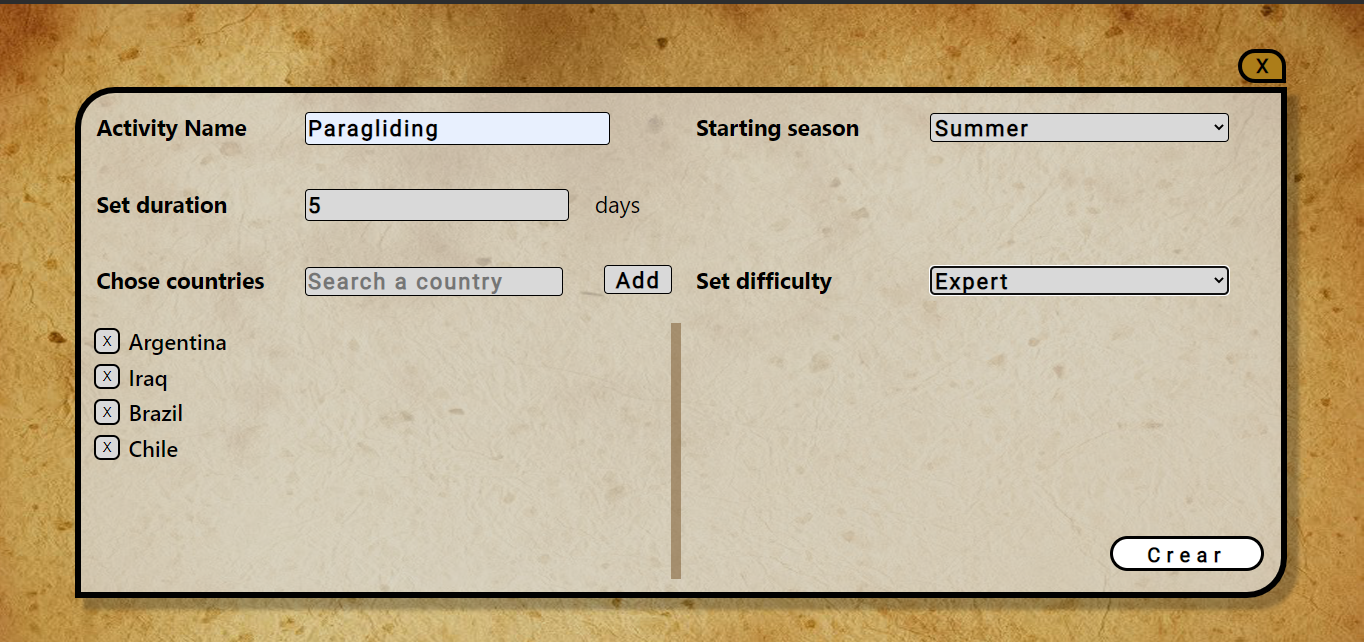 X
Activity Name Paragliding Starting season Summer
Set duration 5 days
Chose countries Search a country Add Set difficulty Expert
X Argentina
X Iraq
X Brazil
X Chile
Crear